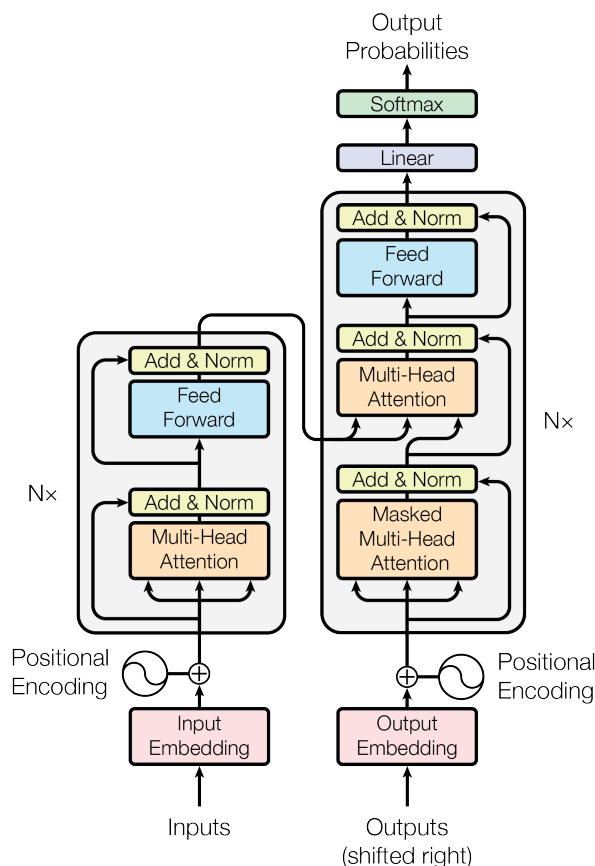 Output
Probabilities
Softmax
Linear
Add & Norm
Feed
Forward
Add & Norm
Multi-Head
Attention
N×
Add & Norm
Masked
Multi-Head
Attention
Add & Norm
Feed
Forward
N×
Add & Norm
Multi-Head
Attention
Positional
Encoding
Positional
Encoding
Input
Embedding
Output
Embedding
Inputs
Outputs
(shifted right)